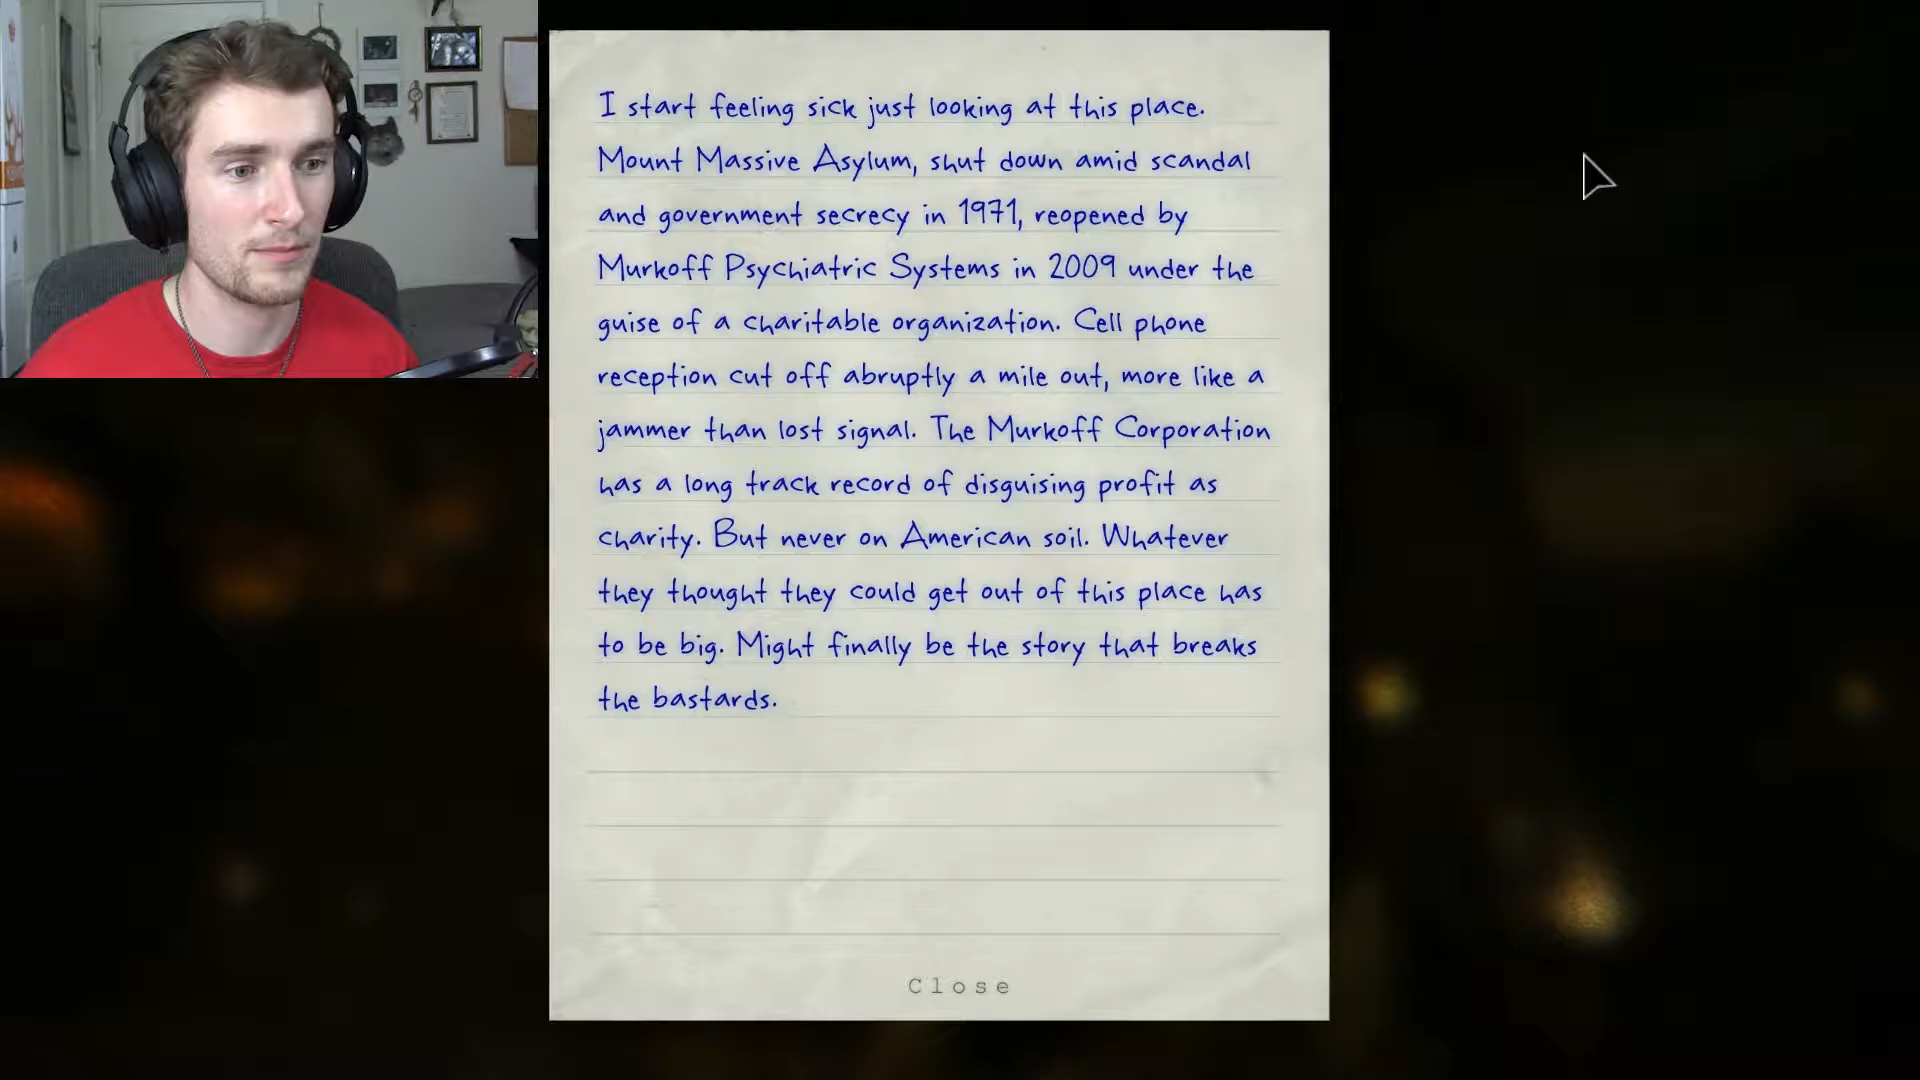 I start feeling sick just looking at this place.
Mount Massive Asylum, shut down amid scandal
and government secrecy in 1971, reopened by
Murkoff Psychiatric Systems in 2009 under the
guise of a charitable organization. Cell phone
reception cut off abruptly a mile out, more like a
jammer than lost signal. The Murkoff Corporation
has a long track record of disguising profit as
charity. But never on American soil. Whatever
they thought they could get out of this place has
to be big. Might finally be the story that breaks
the bastards.
Close